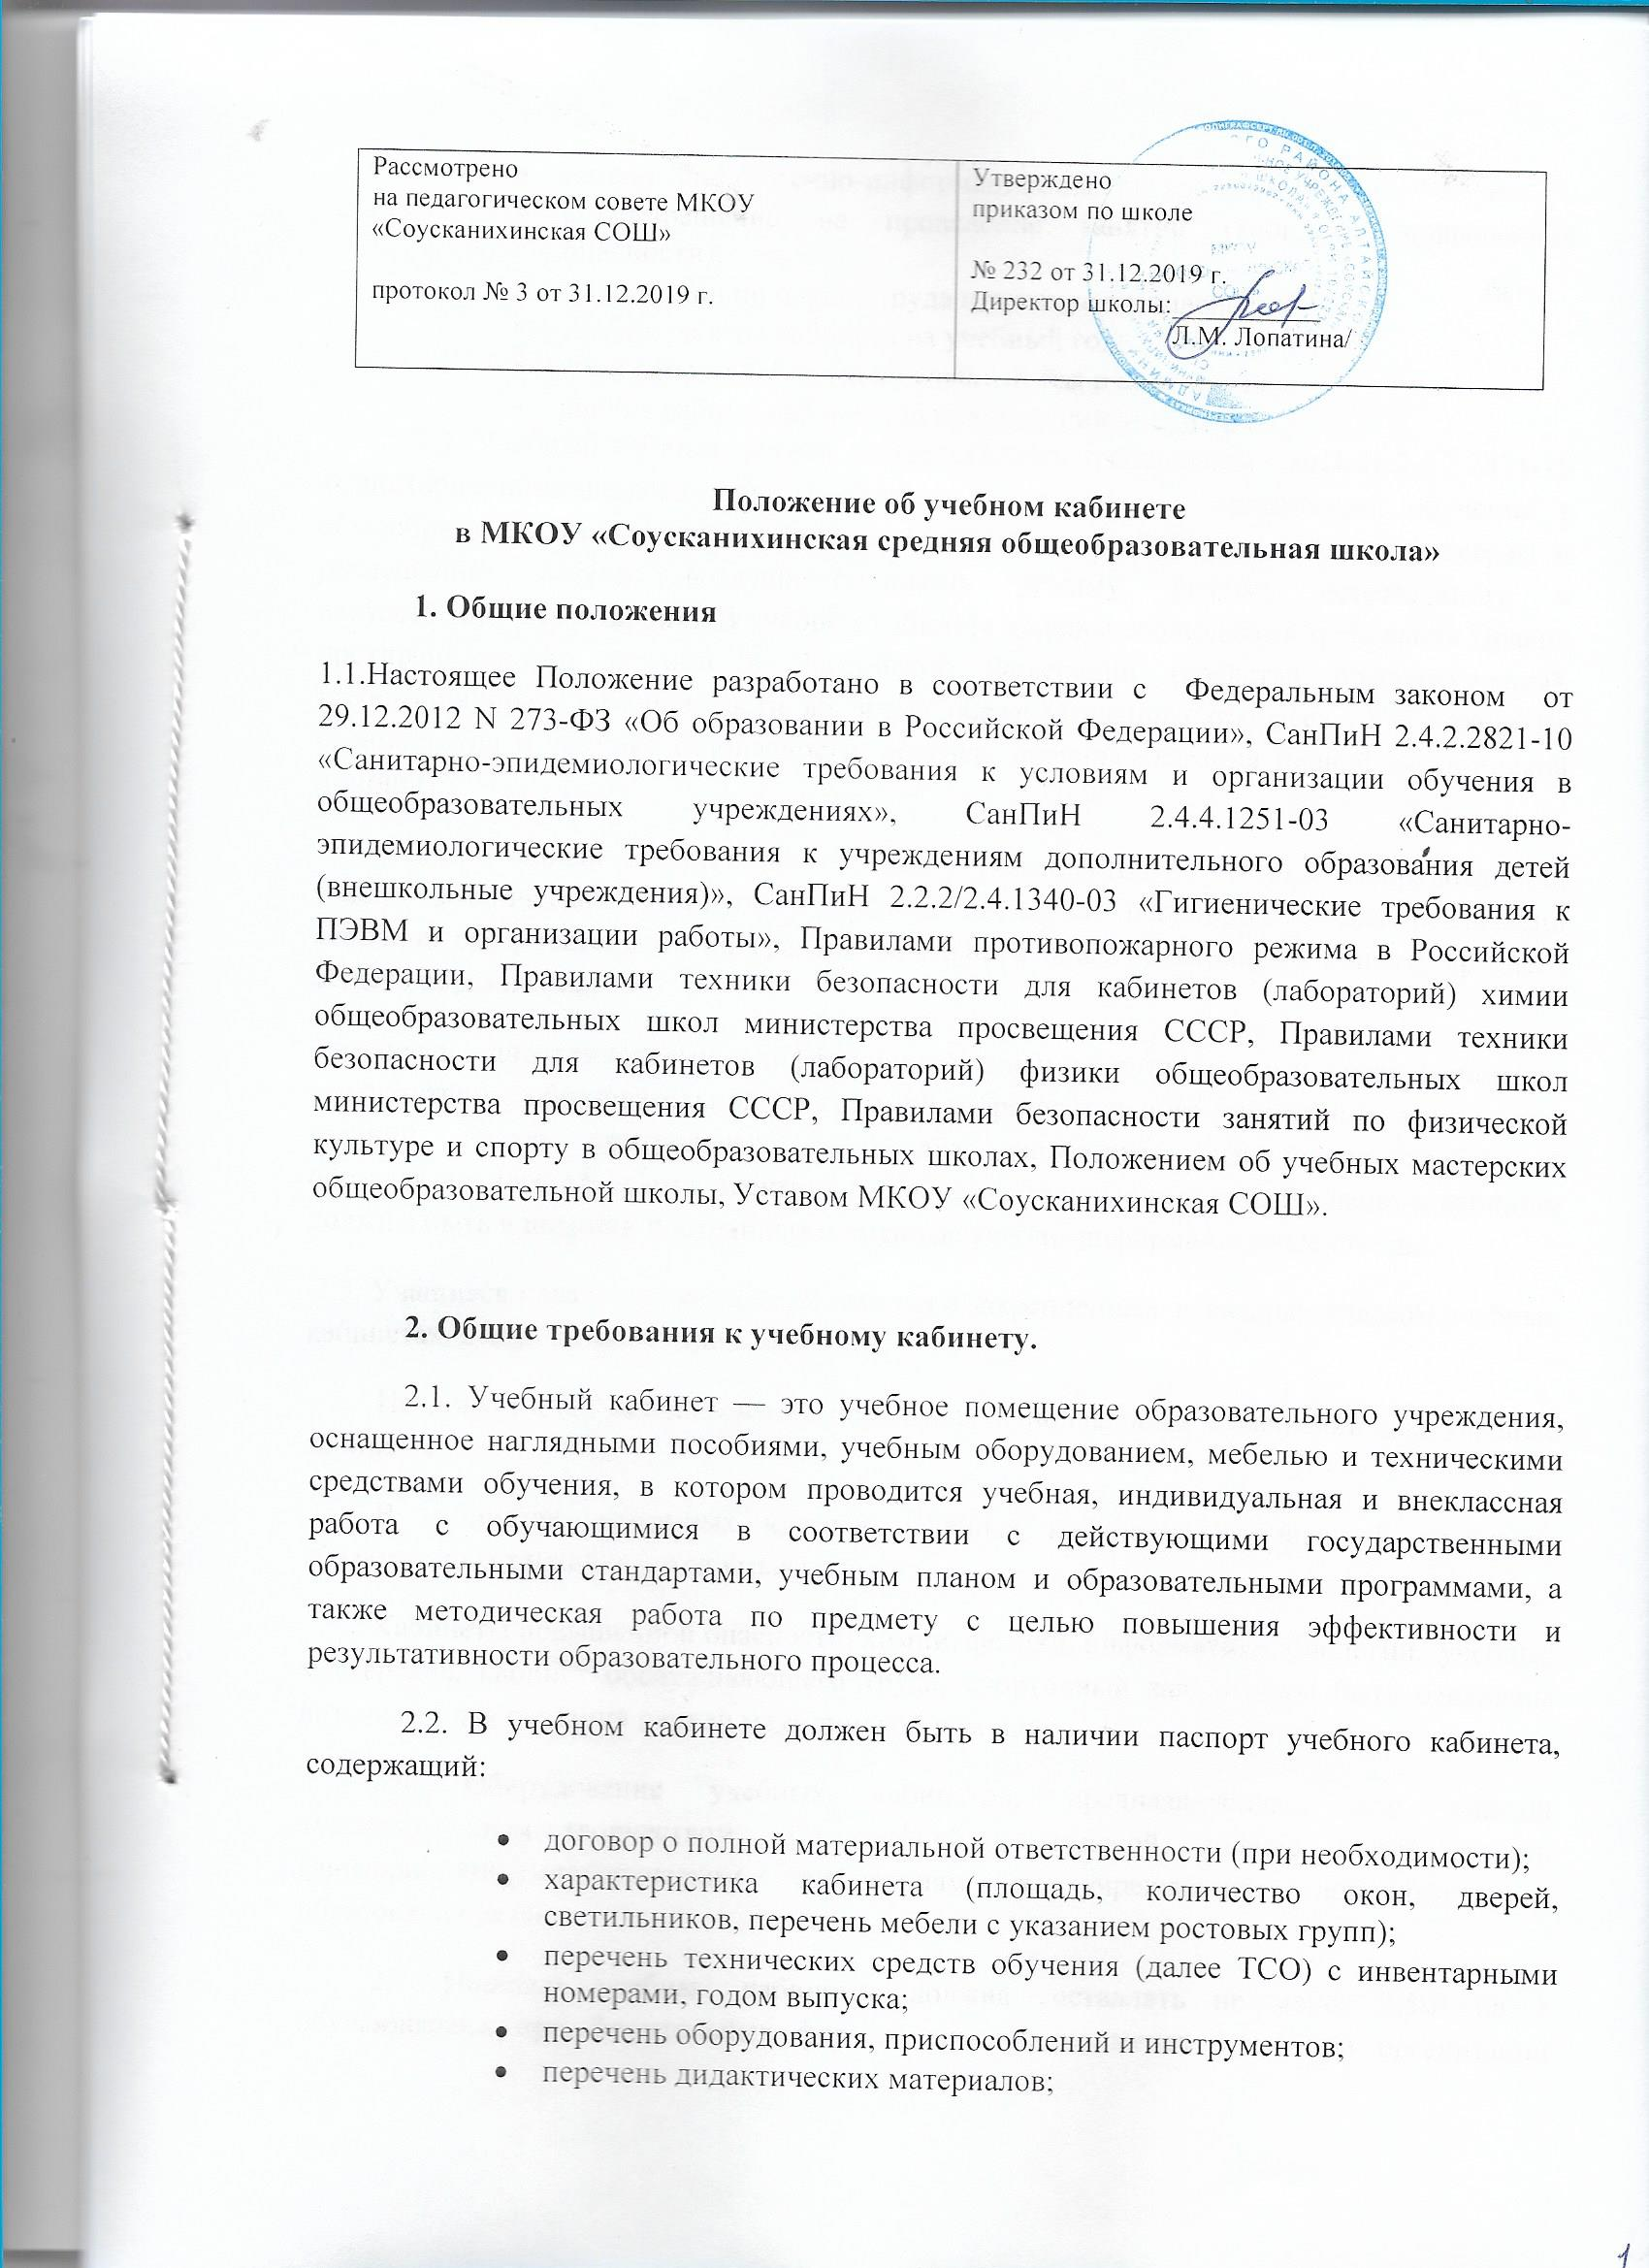 Рассмотрено
на педагогическом совете МКОУ
«Соусканихинская СОШ»
протокол № 3 от 31.12.2019 г.
Утверждено
приказом по школе
№ 232 от 31.12.2019 г.
Директор школы:
/Л.М. Лопатина/
Положение об учебном кабинете
в МКОУ «Соусканихинская средняя общеобразовательная школа»
1. Общие положения
1.1.Настоящее Положение разработано в соответствии с Федеральным законом от
29.12.2012 N 273-ФЗ «Об образовании в Российской Федерации», СанПиН 2.4.2.2821-10
«Санитарно-эпидемиологические требования к условиям и организации обучения в
общеобразовательных учреждениях», СанПиН 2.4.4.1251-03 «Санитарно-
эпидемиологические требования к учреждениям дополнительного образования детей
(внешкольные учреждения)», СанПиН 2.2.2/2.4.1340-03 «Гигиенические требования к
ПЭВМ и организации работы», Правилами противопожарного режима в Российской
Федерации, Правилами техники безопасности для кабинетов (лабораторий) химии
общеобразовательных школ министерства просвещения СССР, Правилами техники
безопасности для кабинетов (лабораторий) физики общеобразовательных школ
министерства просвещения СССР, Правилами безопасности занятий по физической
культуре и спорту в общеобразовательных школах, Положением об учебных мастерских
общеобразовательной школы, Уставом МКОУ «Соусканихинская СОШ».
2. Общие требования к учебному кабинету.
2.1. Учебный кабинет — это учебное помещение образовательного учреждения,
оснащенное наглядными пособиями, учебным оборудованием, мебелью и техническими
средствами обучения, в котором проводится учебная, индивидуальная и внеклассная
работа с обучающимися в соответствии с действующими государственными
образовательными стандартами, учебным планом и образовательными программами, а
также методическая работа по предмету с целью повышения эффективности и
результативности образовательного процесса.
2.2. В учебном кабинете должен быть в наличии паспорт учебного кабинета,
содержащий:
• договор о полной материальной ответственности (при необходимости);
• характеристика кабинета (площадь, количество окон, дверей,
светильников, перечень мебели с указанием ростовых групп);
• перечень технических средств обучения (далее ТСО) с инвентарными
номерами, годом выпуска;
• перечень оборудования, приспособлений и инструментов;
• перечень дидактических материалов;
1